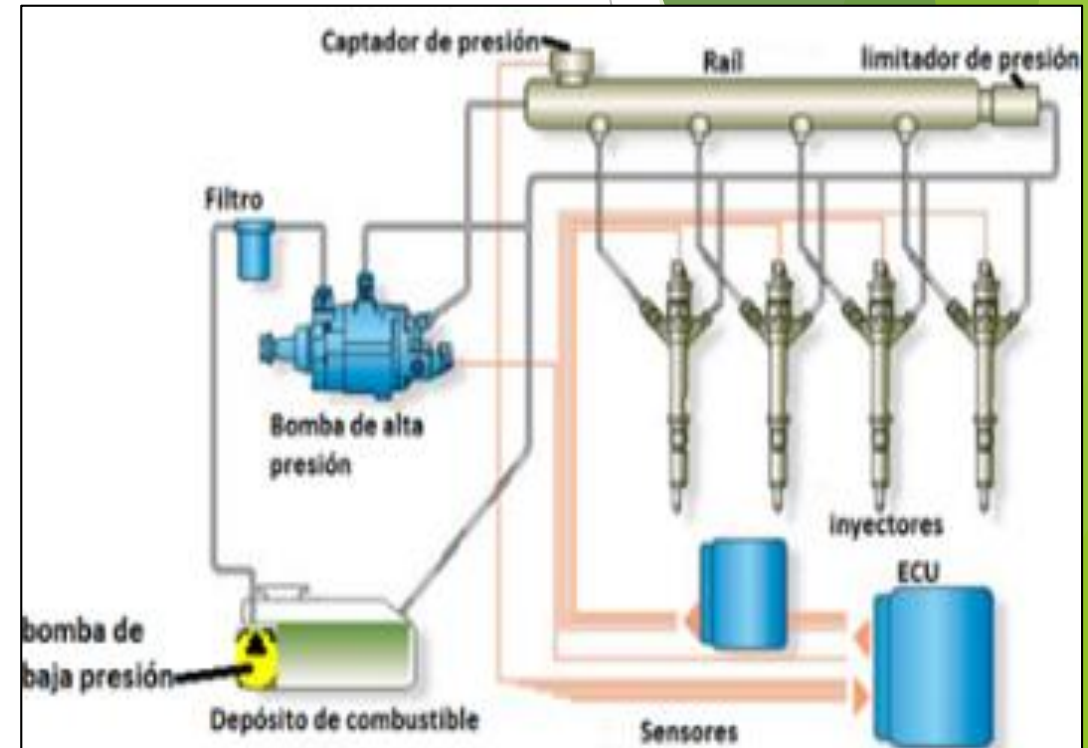 Captador de presión
Rail
limitador de presión
Filtro
Bomba de alta
presión
inyectores
ECU
bomba de
baja presión
Depósito de combustible
Sensores